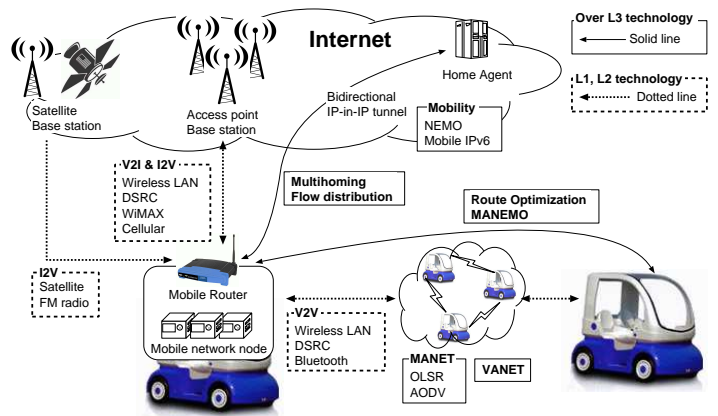 Internet
Over L3 technology
Solid line
Home Agent
L1, L2 technology
Dotted line
Satellite
Base station
Access point
Base station
Bidirectional
IP-in-IP tunnel
Mobility
NEMO
Mobile IPv6
V2I & I2V
Wireless LAN
DSRC
WiMAX
Cellular
Multihoming
Flow distribution
Route Optimization
MANEMO
I2V
Satellite
FM radio
Mobile Router
Mobile network node
V2V
Wireless LAN
DSRC
Bluetooth
MANET
OLSR
AODV
VANET